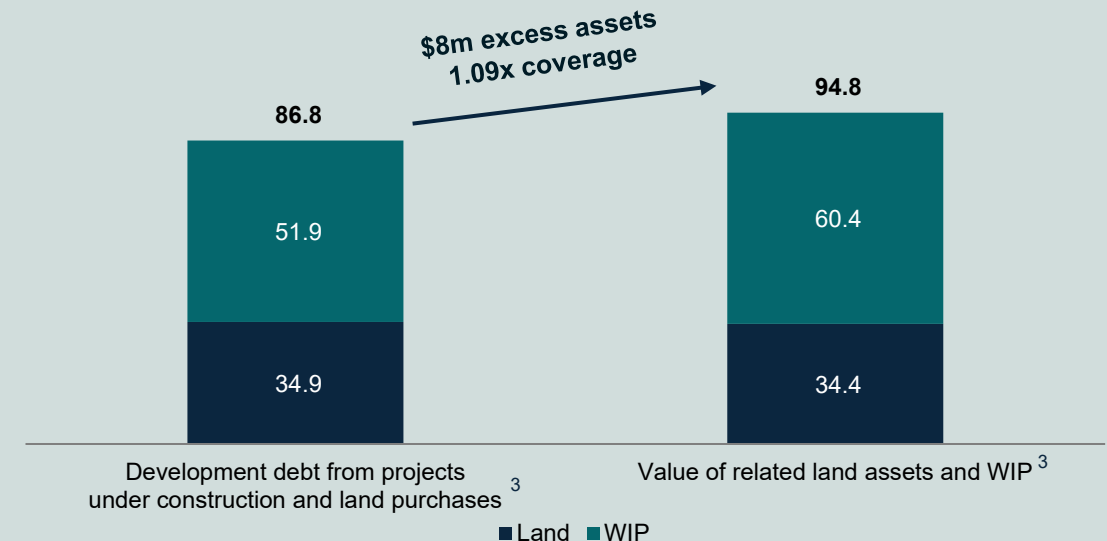 $8m excess assets
1.09x coverage
86.8
94.8
51.9
60.4
34.9
34.4
Development debt from projects
under construction and land purchases 3
Value of related land assets and WIP 3
Land WIP